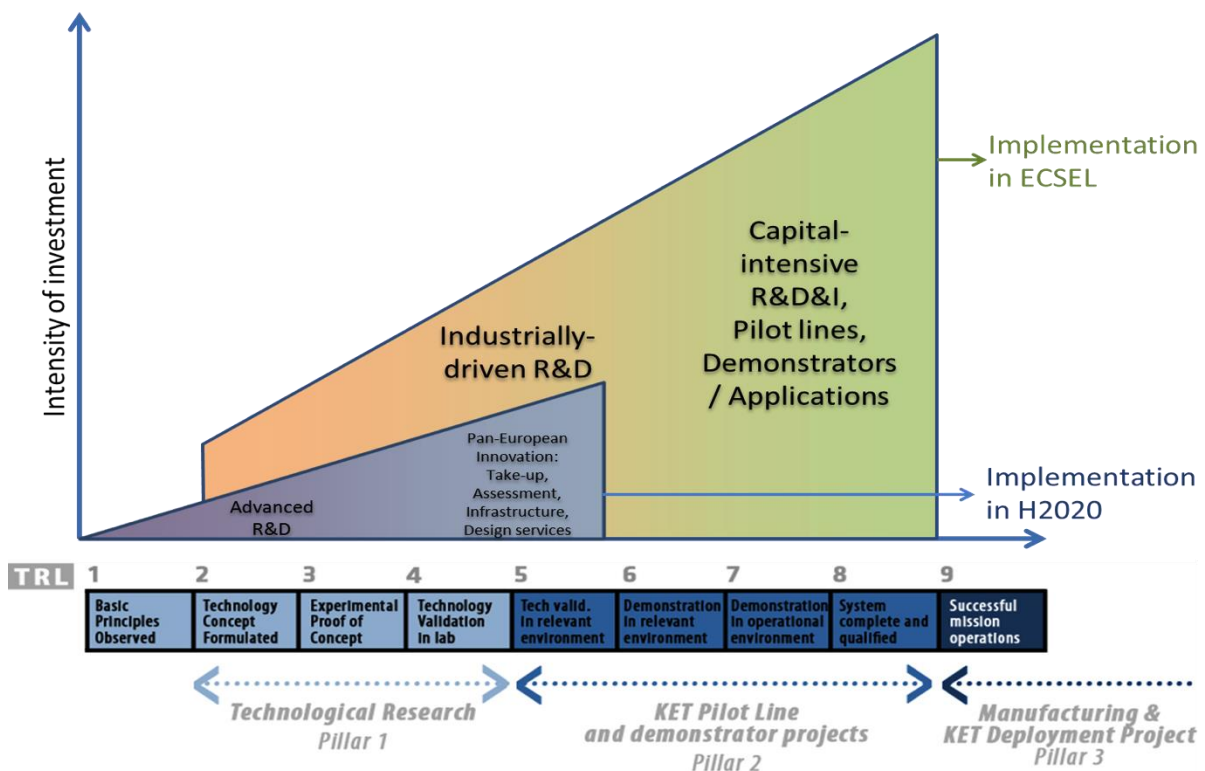 Intensity of investment
Implementation
in ECSEL
Capital-
intensive
R&D&I,
Pilot lines,
Demonstrators
/ Applications
Industrially-
driven R&D
Pan-European
Innovation:
Take-up,
Assessment,
Infrastructure,
Design services
Advanced
R&D
Implementation
in H2020
TRL 1 2 3 4 5 6 7 8 9
Basic
Principles
Observed
Technology
Concept
Formulated
Experimental
Proof of
Concept
Technology
Validation
In lab
Tech valid.
in relevant
environment
Demonstration
in relevant
environment
Demonstration
in operational
environment
System
complete and
qualified
Successful
mission
operations
Technological Research
Pillar 1
KET Pilot Line
and demonstrator projects
Pillar 2
Manufacturing &
KET Deployment Project
Pillar 3